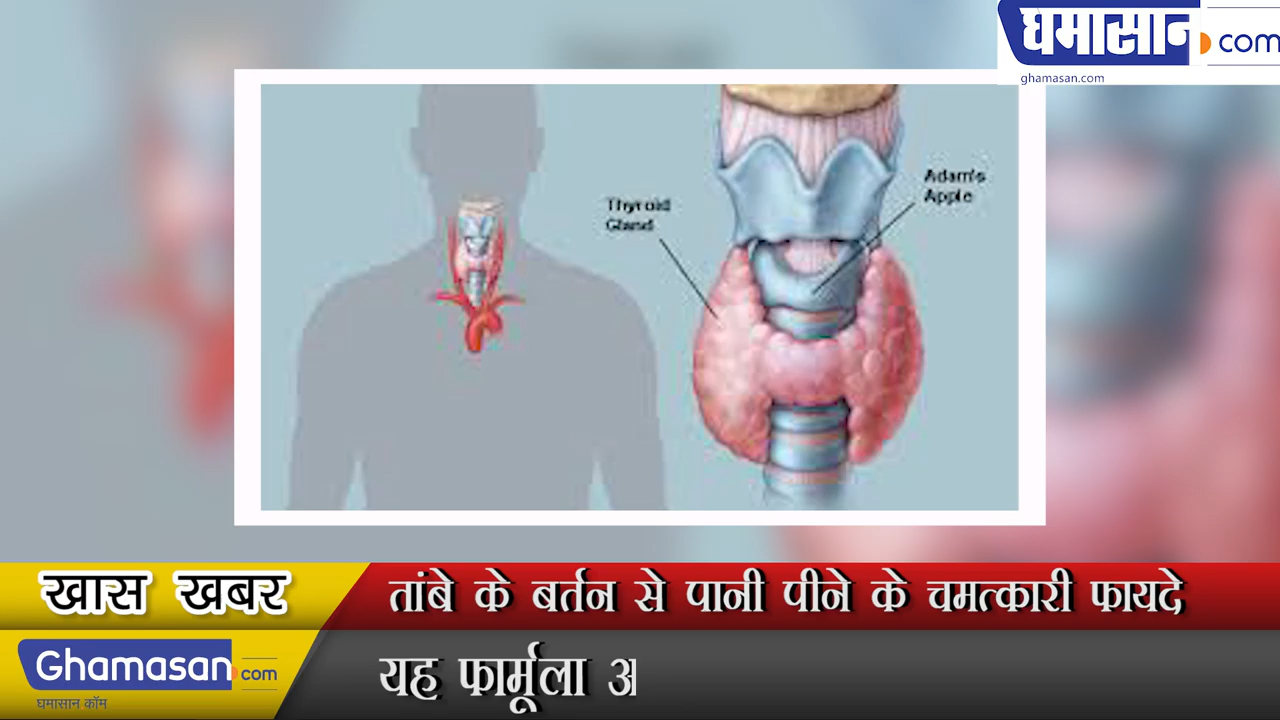 घमासान.com
ghamasan.com
Adam's
Apple
Thyroid
Gland
खास खबर
तांबे के बर्तन से पानी पीने के चमत्कारी फायदे
Ghamasan.com
घमासान कॉम
यह फार्मूला अ